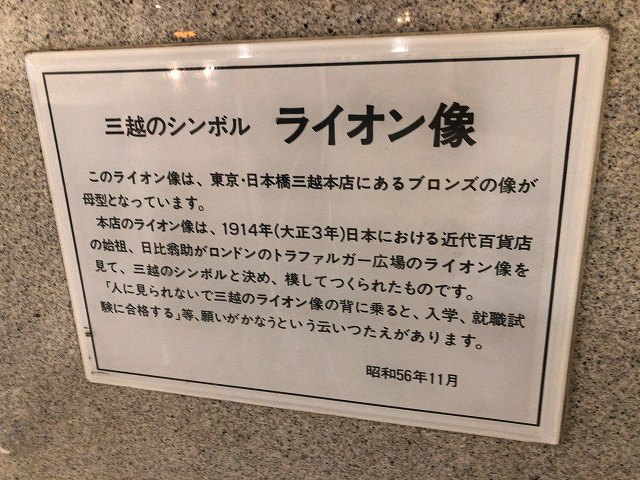 三越のシンボル ライオン像
このライオン像は、東京・日本橋三越本店にあるブロンズの像が
母型となっています。
本店のライオン像は、1914年(大正3年)日本における近代百貨店
の始祖、日比翁助がロンドンのトラファルガー広場のライオン像を
見て、三越のシンボルと決め、模してつくられたものです。
「人に見られないで三越のライオン像の背に乗ると、入学、就職試
験に合格する」等、願いがかなうという云いつたえがあります。
昭和56年11月